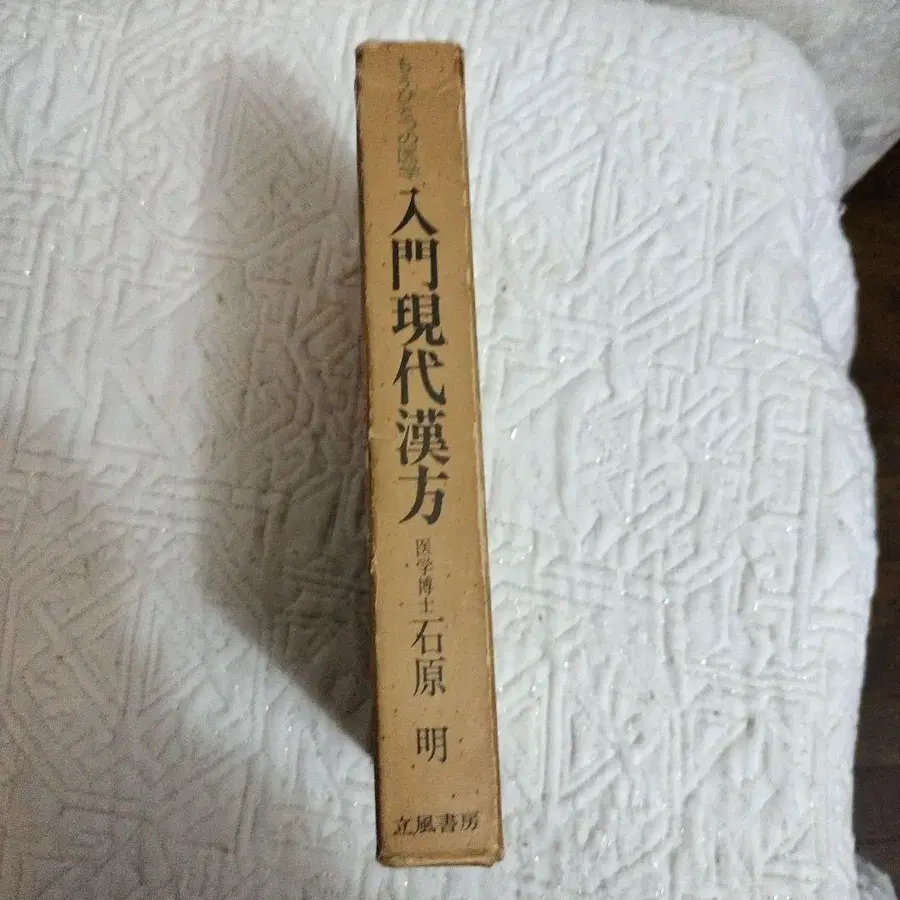 もうひとつの医学
入門現代漢方
医学博士 石原 明
立風書房